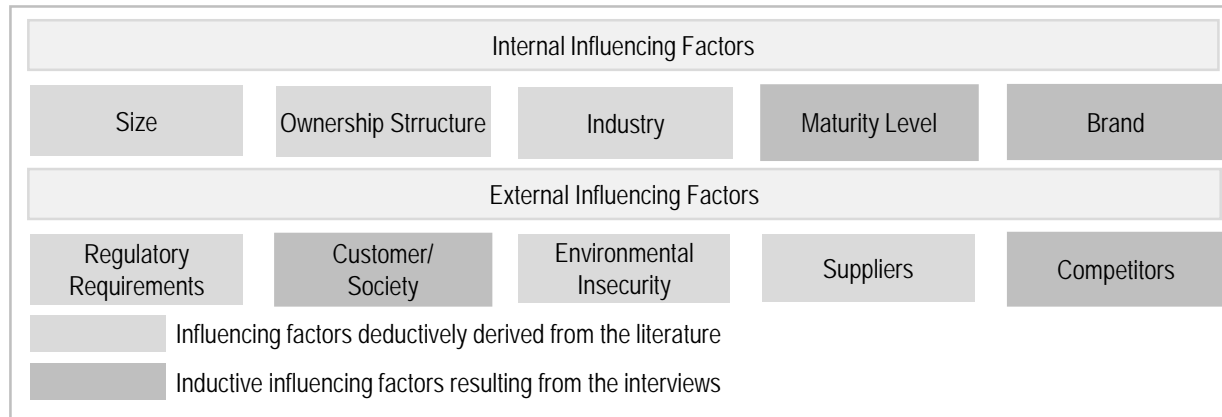 Internal Influencing Factors
Size
Ownership Strructure
Industry
Maturity Level
Brand
External Influencing Factors
Regulatory
Requirements
Customer/
Society
Environmental
Insecurity
Suppliers
Competitors
Influencing factors deductively derived from the literature
Inductive influencing factors resulting from the interviews